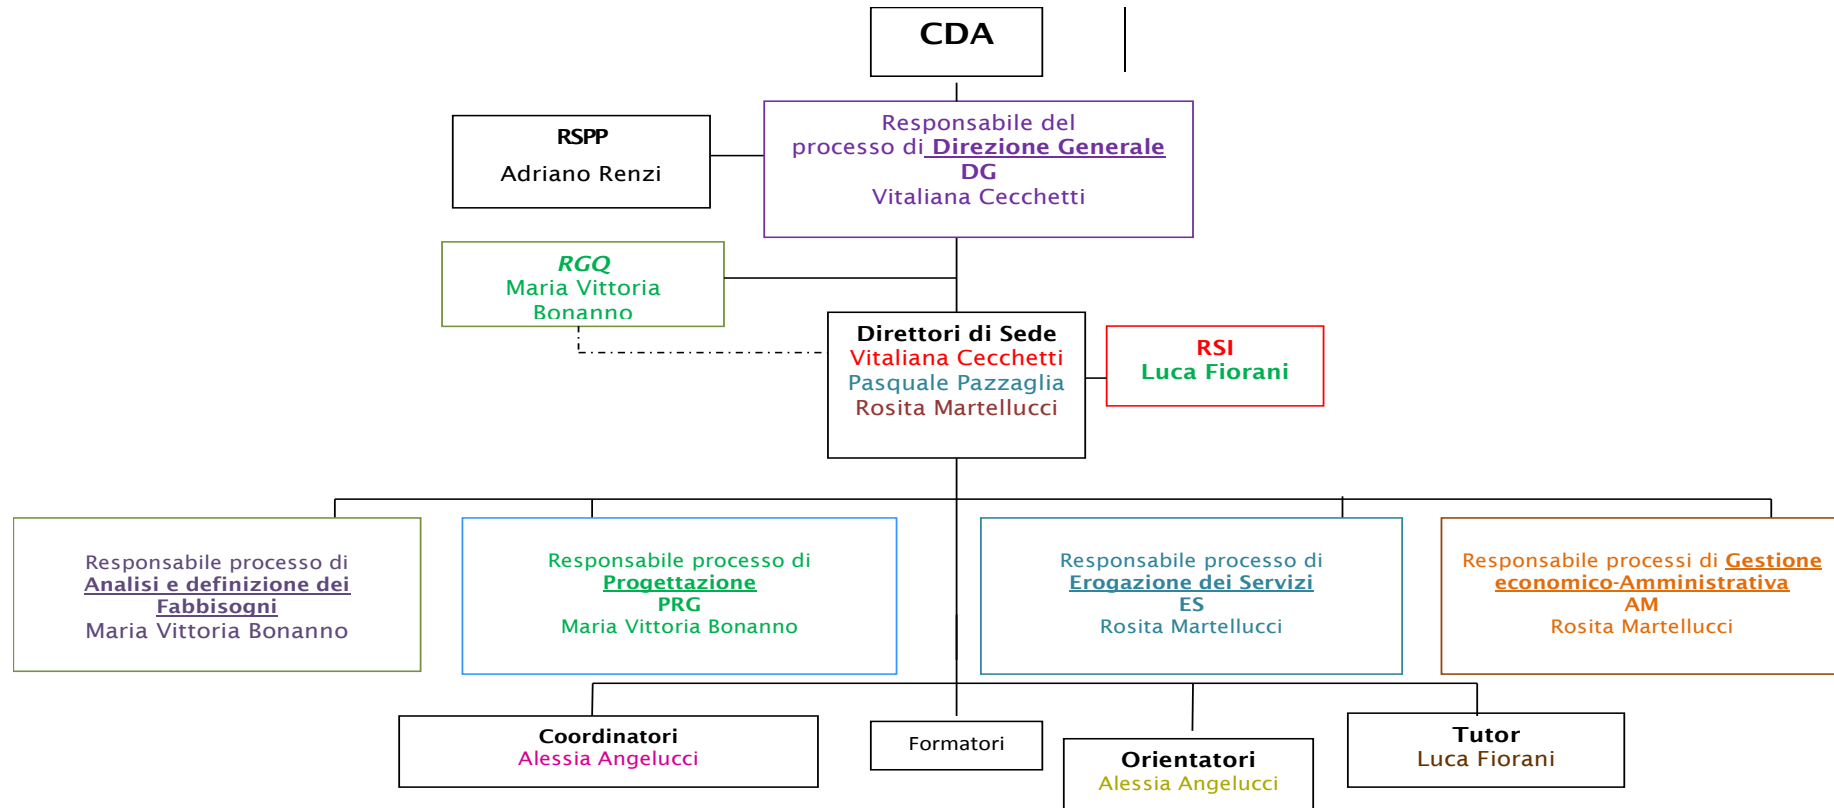 CDA
RSPP
Adriano Renzi
Responsabile del
processo di Direzione Generale
DG
Vitaliana Cecchetti
RGQ
Maria Vittoria
Bonanno
Direttori di Sede
Vitaliana Cecchetti
Pasquale Pazzaglia
Rosita Martellucci
RSI
Luca Fiorani
Responsabile processo di
Analisi e definizione dei
Fabbisogni
Maria Vittoria Bonanno
Responsabile processo di
Progettazione
PRG
Maria Vittoria Bonanno
Responsabile processo di
Erogazione dei Servizi
ES
Rosita Martellucci
Responsabile processi di Gestione
economico-Amministrativa
AM
Rosita Martellucci
Coordinatori
Alessia Angelucci
Formatori
Orientatori
Alessia Angelucci
Tutor
Luca Fiorani